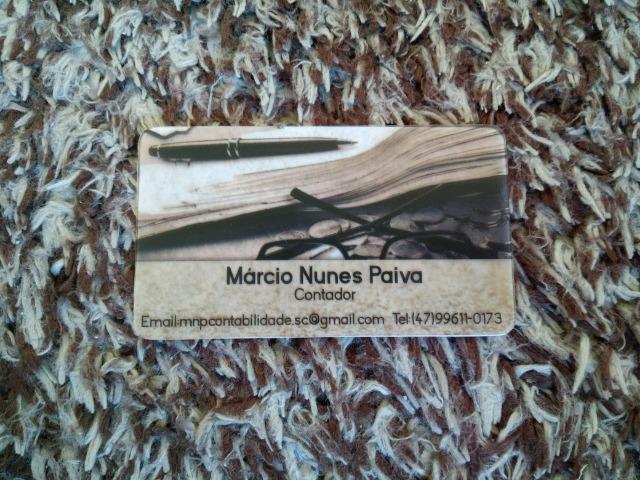 Márcio Nunes Paiva
Contador
Email:mnpcontabilidade.sc@gmail.com Tel:(47)99611-0173